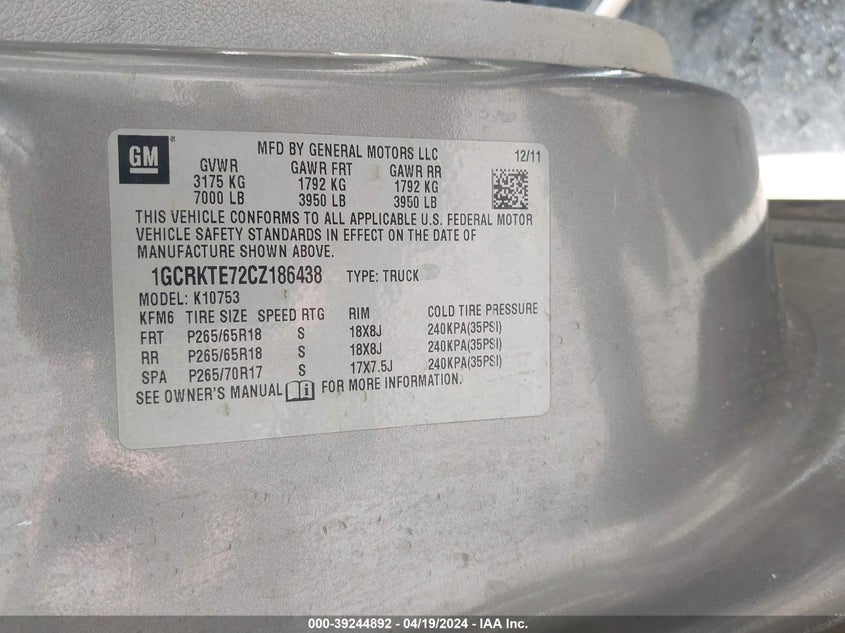 GM®
MFD BY GENERAL MOTORS LLC
12/11
GVWR GAWR FRT GAWR RR
3175 KG 1792 KG 1792 KG
7000 LB 3950 LB 3950 LB
THIS VEHICLE CONFORMS TO ALL APPLICABLE U.S. FEDERAL MOTOR
VEHICLE SAFETY STANDARDS IN EFFECT ON THE DATE OF
MANUFACTURE SHOWN ABOVE.
1GCRKTE72CZ186438 TYPE: TRUCK
MODEL: K10753
KFM6 TIRE SIZE SPEED RTG RIM COLD TIRE PRESSURE
FRT P265/65R18 S 18X8J 240KPA(35PSI)
RR P265/65R18 S 18X8J 240KPA(35PSI)
SPA P265/70R17 S 17X7.5J 240KPA(35PSI)
SEE OWNER'S MANUAL FOR MORE INFORMATION.
000-39244892 - 04/19/2024 - IAA Inc.